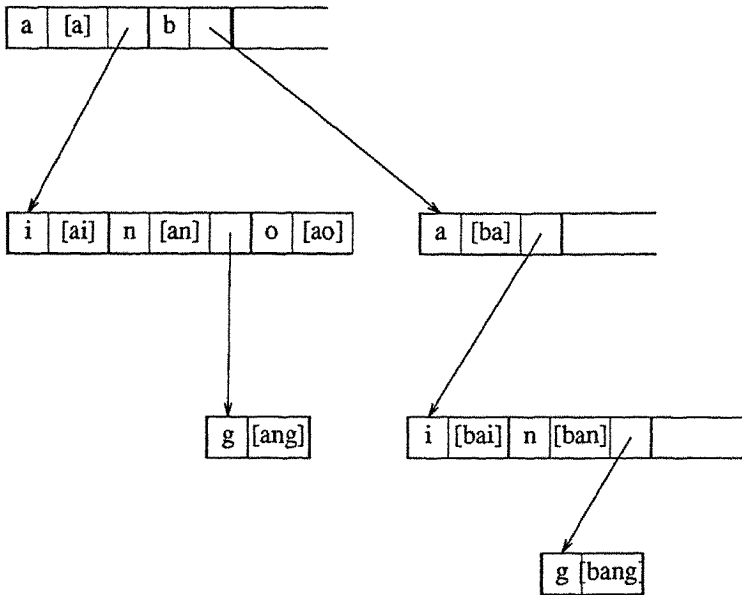 a [a] b
i [ai] n [an] o [ao] a [ba]
g [ang] i [bai] n [ban]
g [bang]